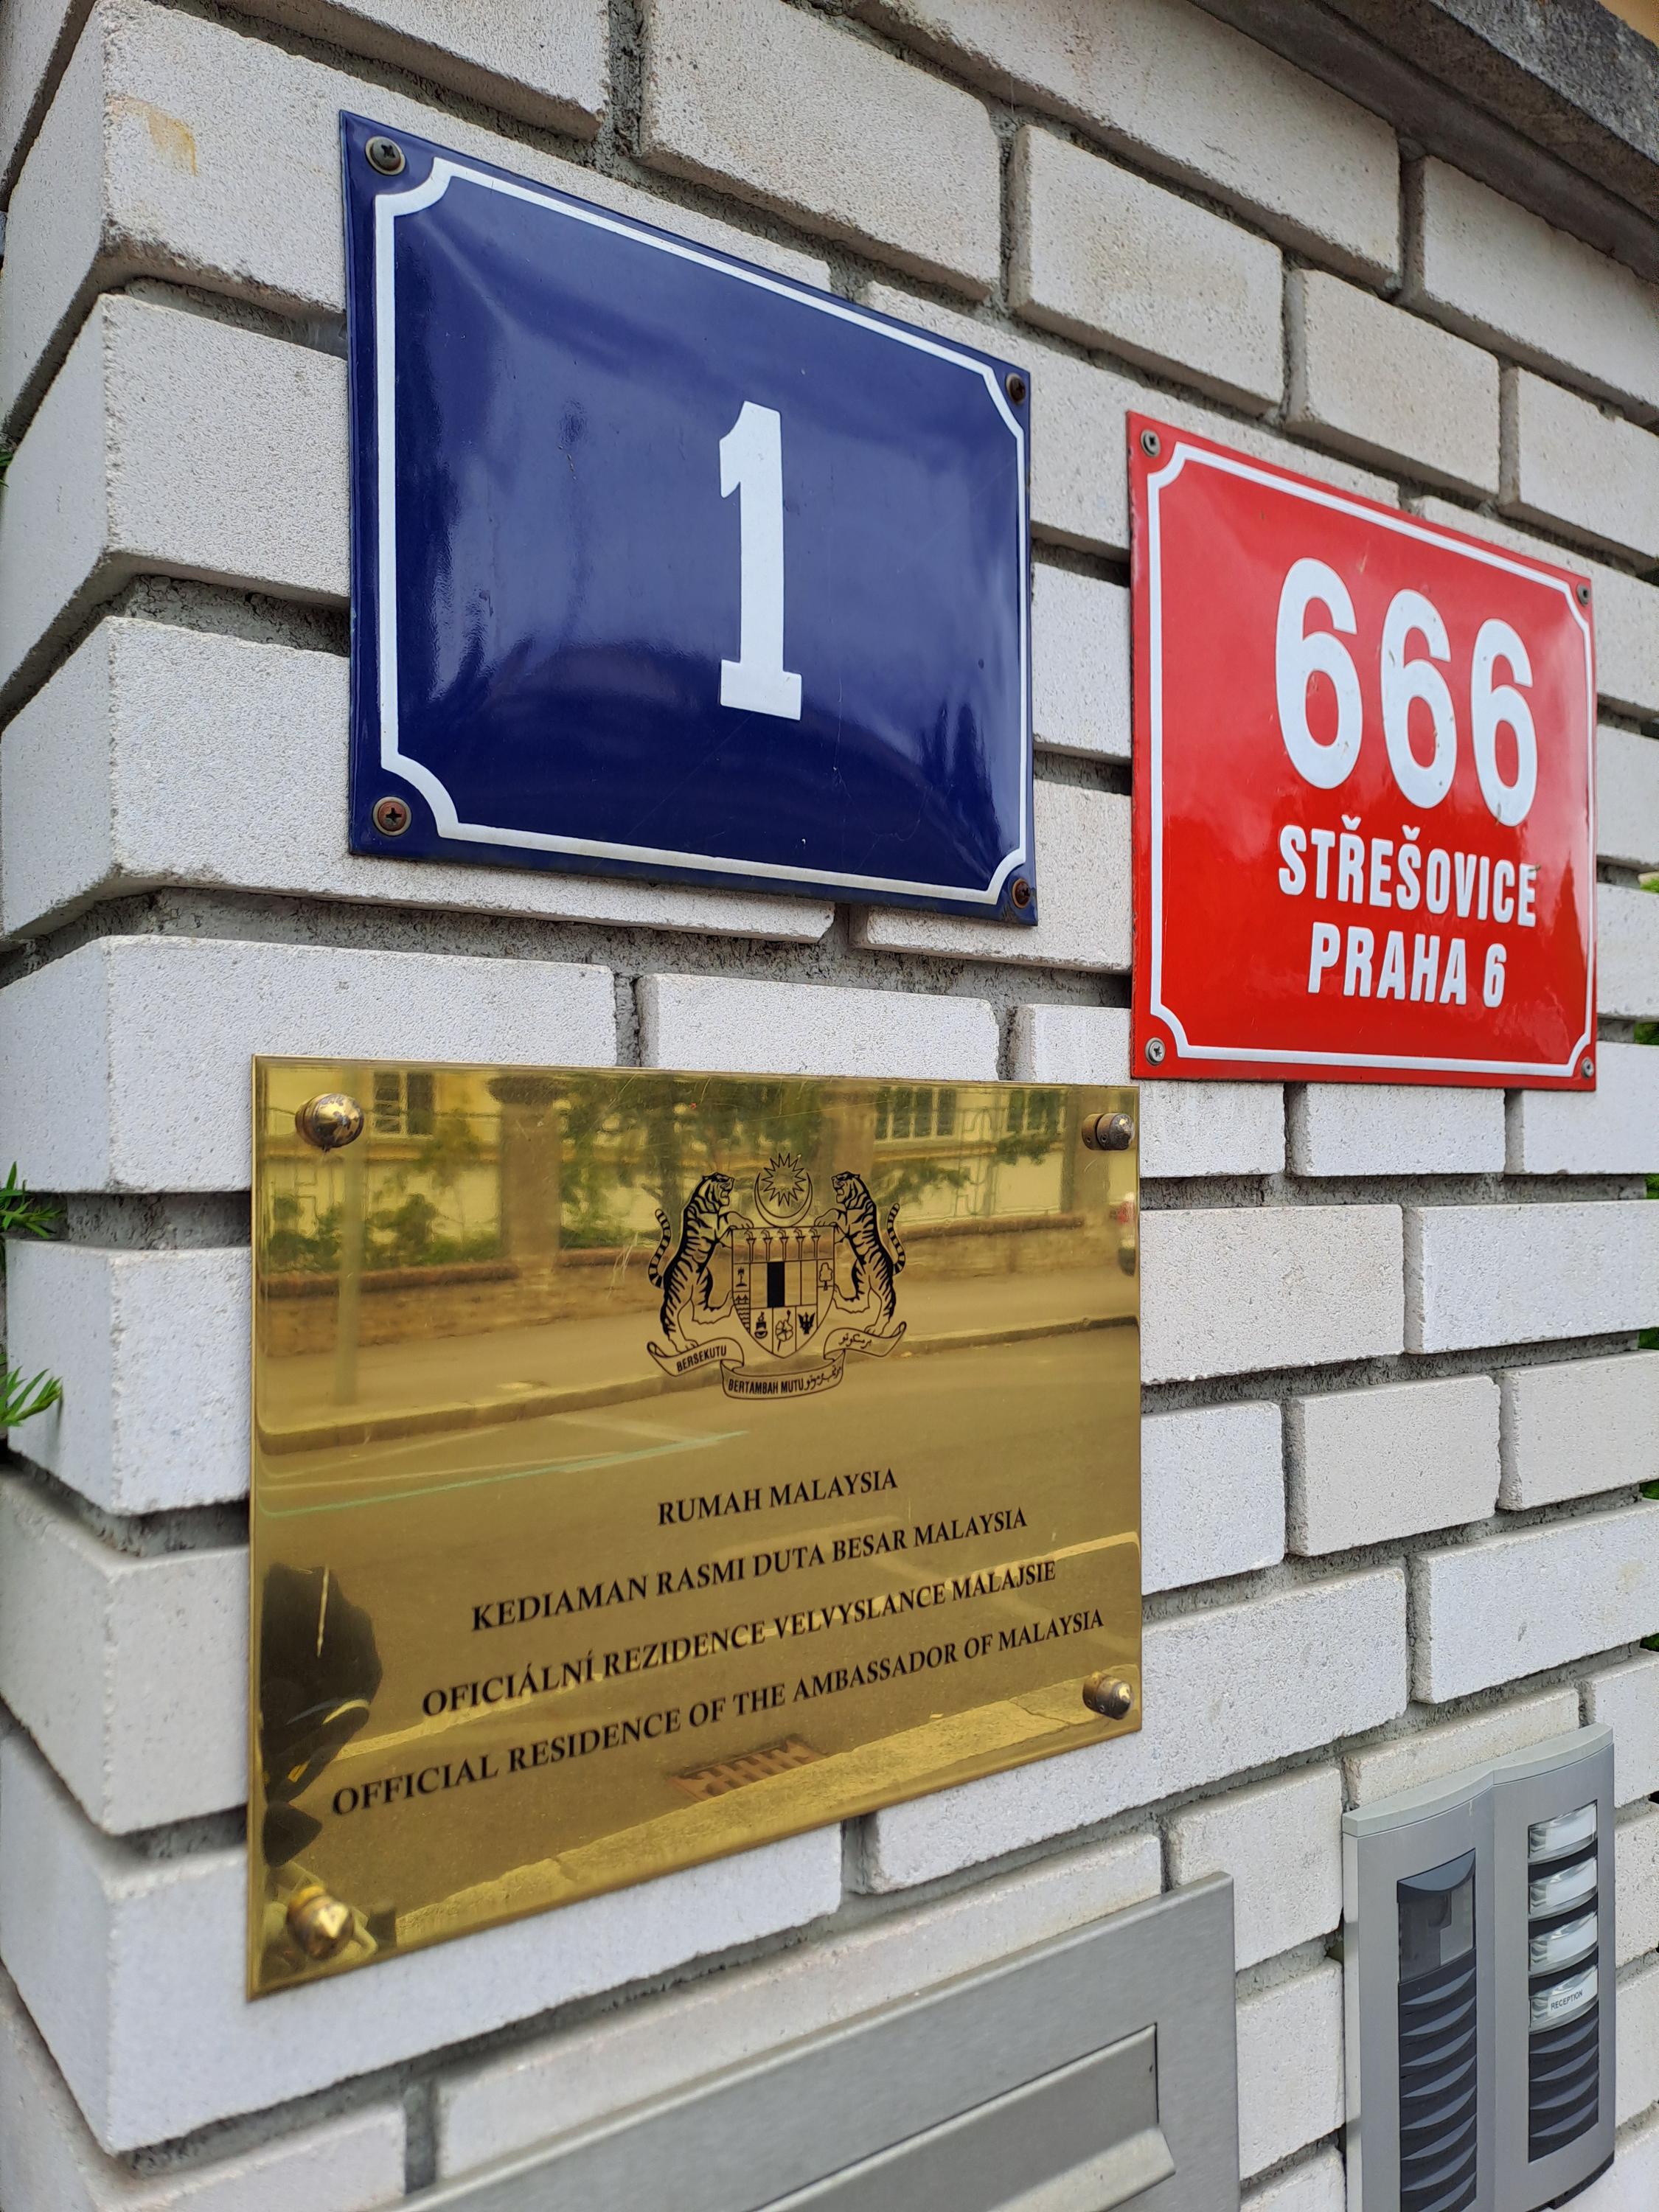 1
666
STŘEŠOVICE
PRAHA 6
BERSEKUTU
BERTAMBAH MUTU
RUMAH MALAYSIA
KEDIAMAN RASMI DUTA BESAR MALAYSIA
OFICIÁLNÍ REZIDENCE VELVYSLANCE MALAJSIE
OFFICIAL RESIDENCE OF THE AMBASSADOR OF MALAYSIA
RECEPTION